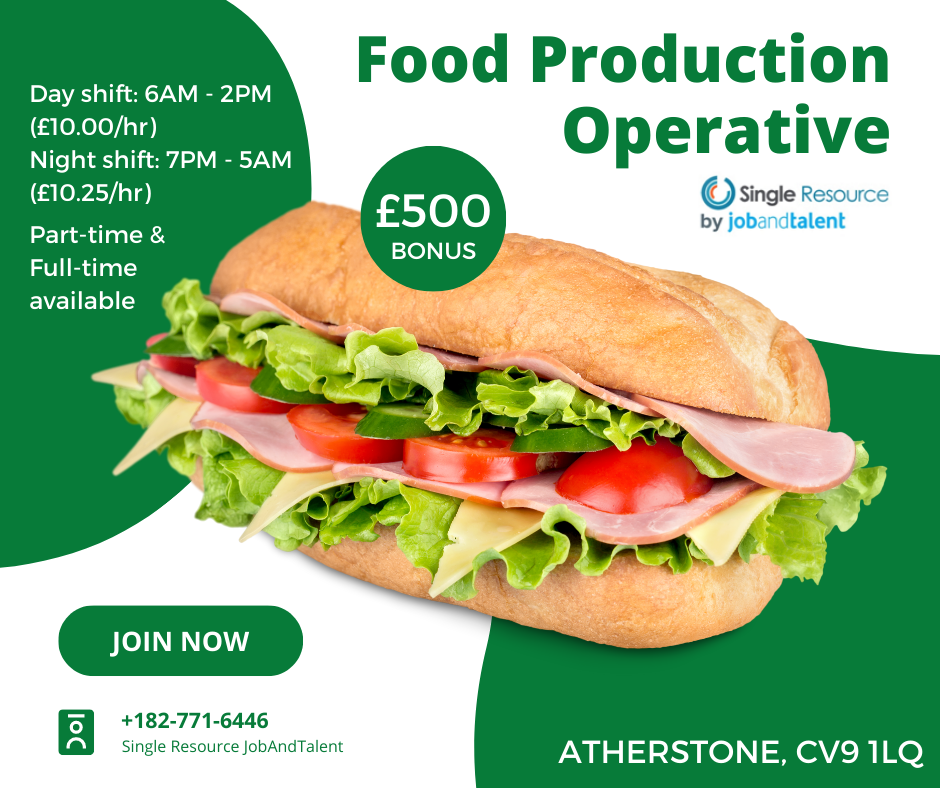 Food Production
Operative
Single Resource
by jobandtalent
Day shift: 6AM - 2PM
(£10.00/hr)
Night shift: 7PM - 5AM
(£10.25/hr)
Part-time &
Full-time
available
£500
BONUS
JOIN NOW
+182-771-6446
Single Resource JobAndTalent
ATHERSTONE, CV9 1LQ